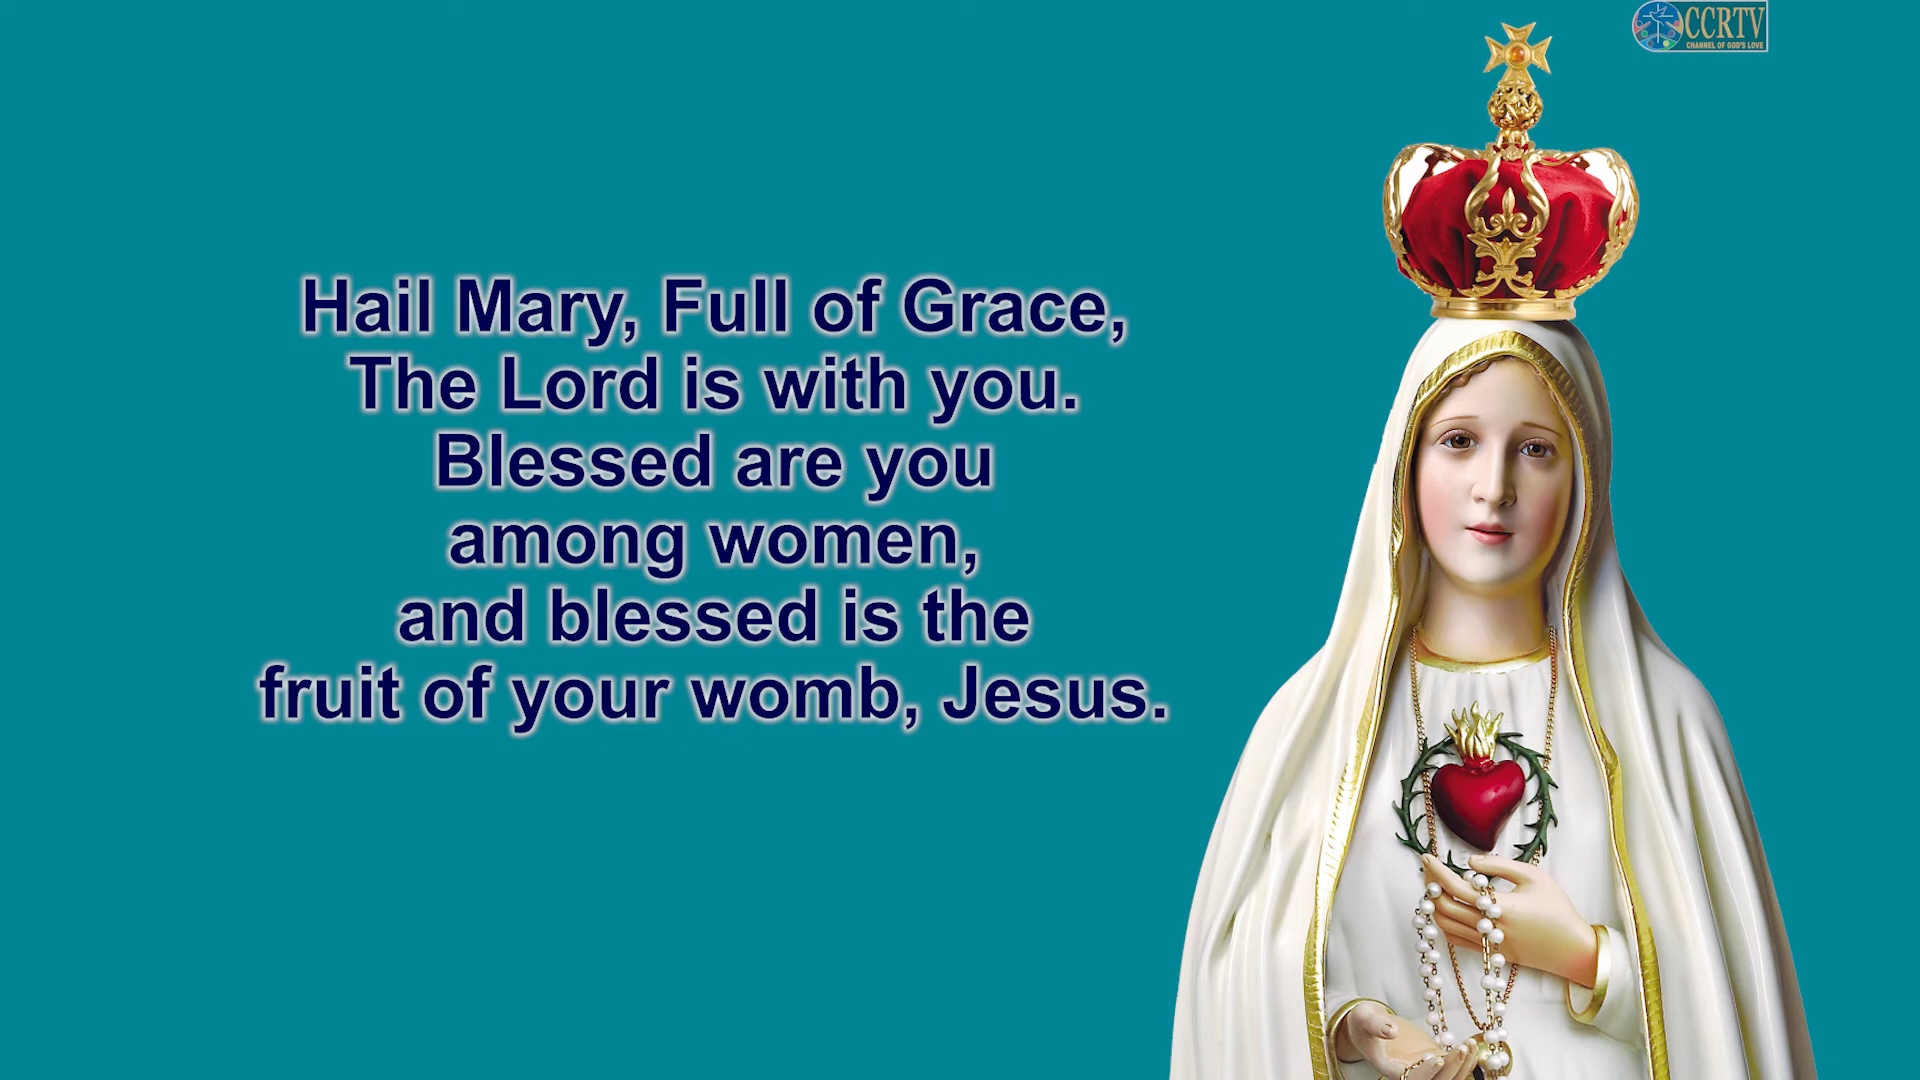 CCRTV
CHANNEL OF GOD'S LOVE
Hail Mary, Full of Grace,
The Lord is with you.
Blessed are you
among women,
and blessed is the
fruit of your womb, Jesus.